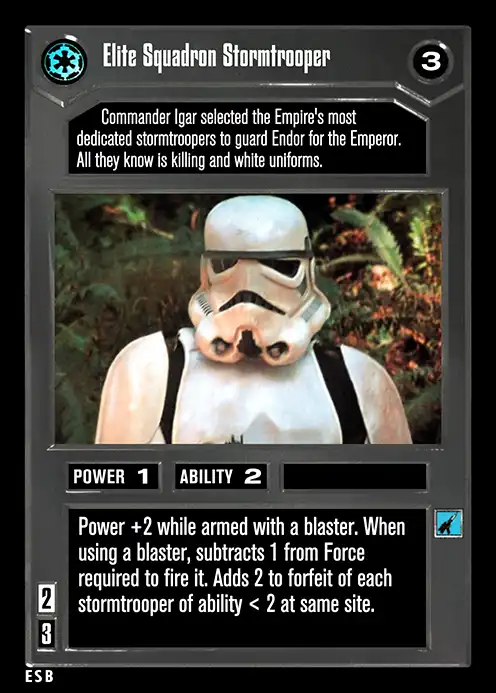 Elite Squadron Stormtrooper 3
Commander Igar selected the Empire's most
dedicated stormtroopers to guard Endor for the Emperor.
All they know is killing and white uniforms.
POWER 1 ABILITY 2
Power +2 while armed with a blaster. When
using a blaster, subtracts 1 from Force
required to fire it. Adds 2 to forfeit of each
stormtrooper of ability < 2 at same site.
2
3
ESB